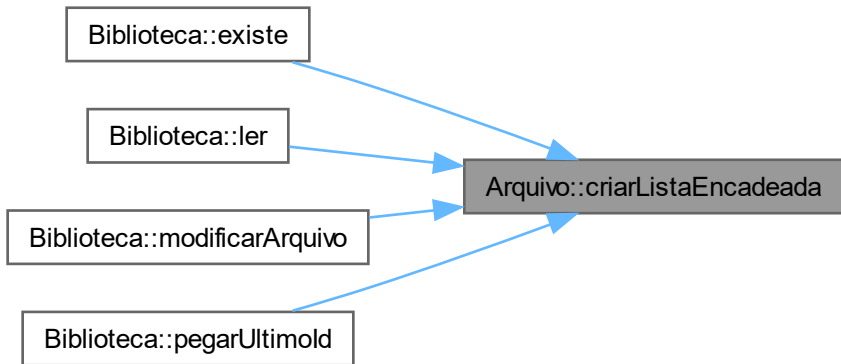 Biblioteca::existe
Biblioteca::ler
Arquivo::criarListaEncadeada
Biblioteca::modificarArquivo
Biblioteca::pegarUltimoId